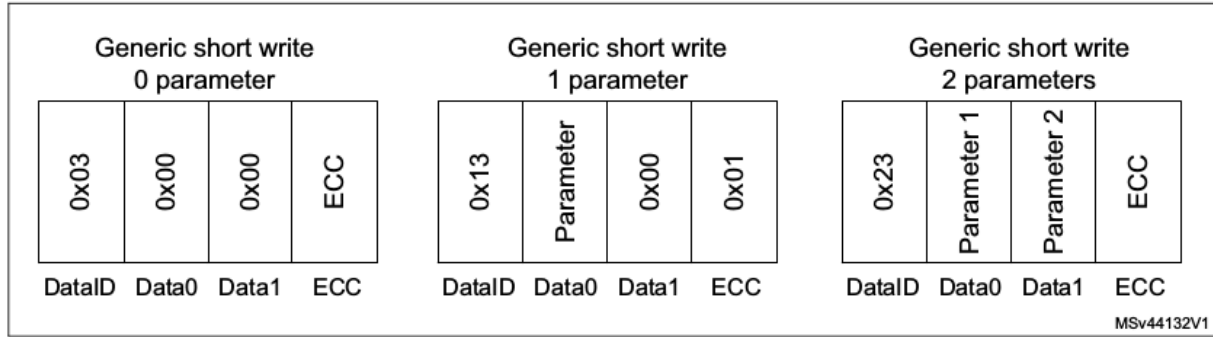 Generic short write
0 parameter
0x03 0x00 0x00 ECC
DataID Data0 Data1 ECC
Generic short write
1 parameter
0x13 Parameter 0x00 0x01
DataID Data0 Data1 ECC
Generic short write
2 parameters
0x23 Parameter 1 Parameter 2 ECC
DataID Data0 Data1 ECC
MSv44132V1